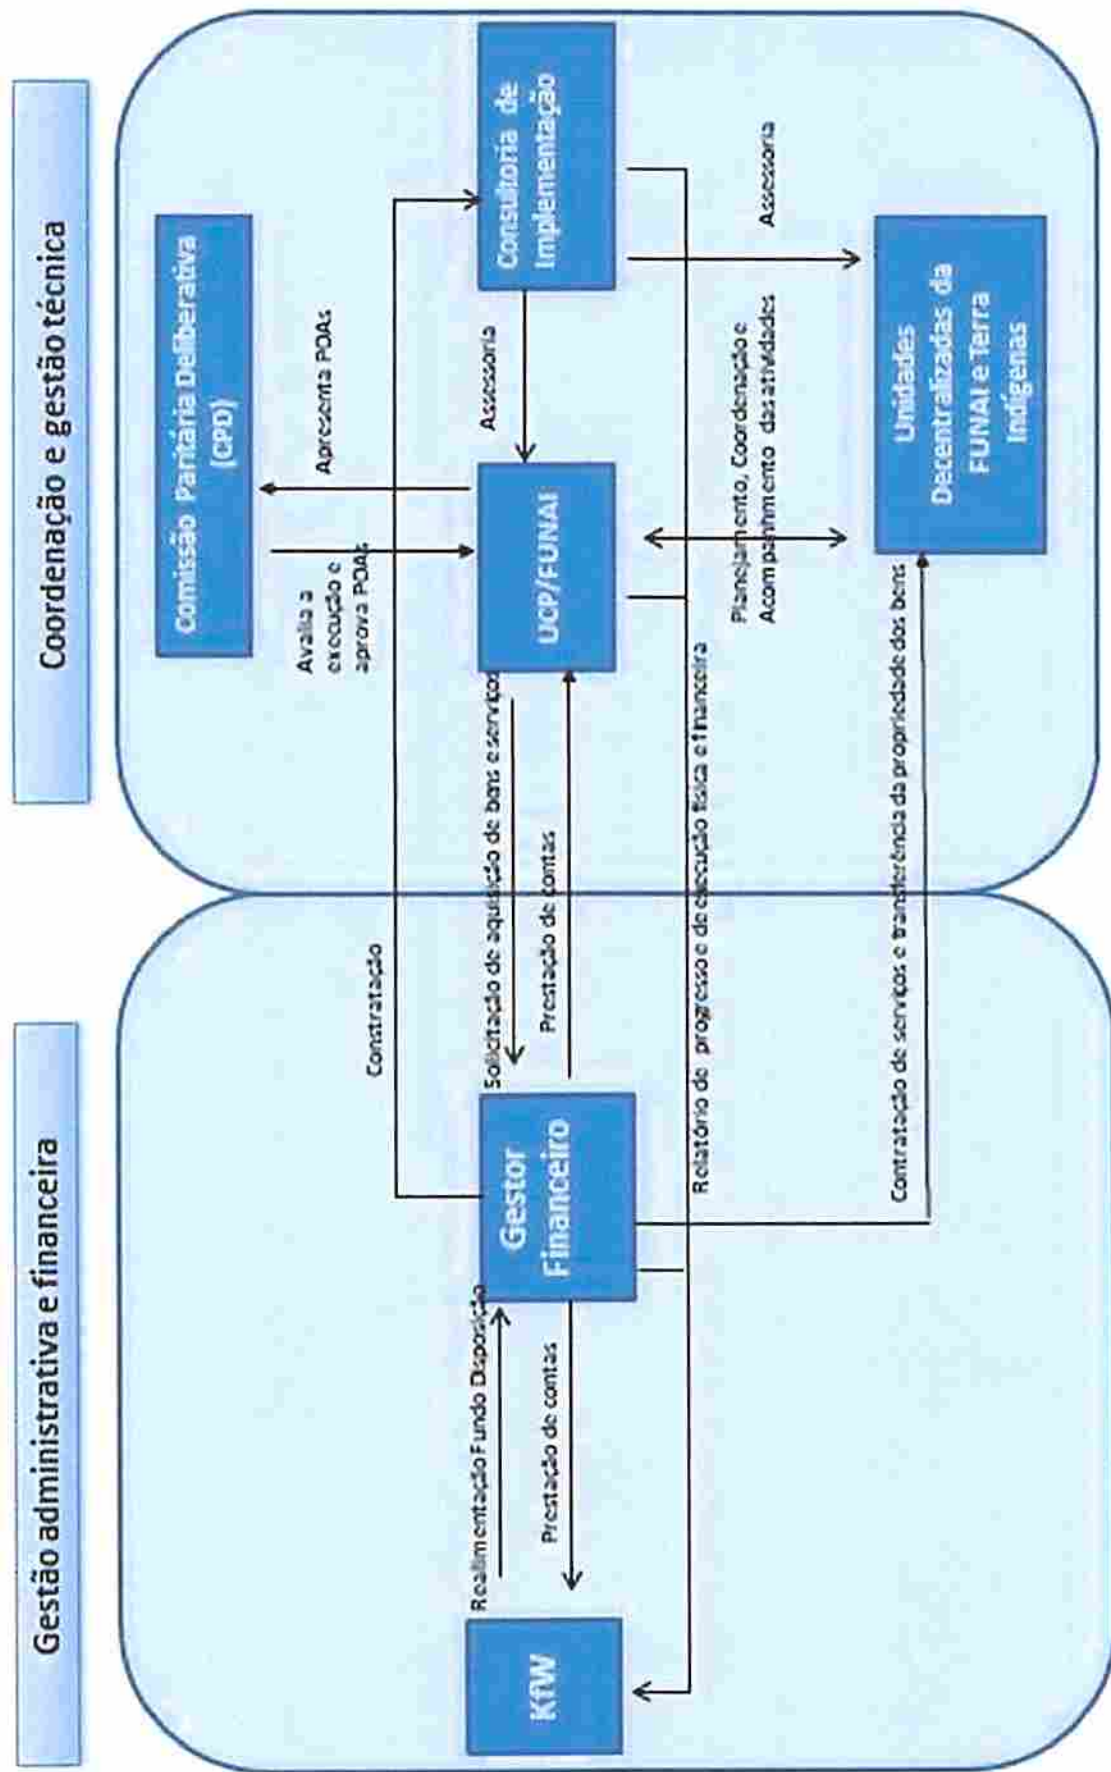 Gestão administrativa e financeira
Coordenação e gestão técnica
Comissão Paritária Deliberativa
(CPD)
Avalia a
execução e
aprova POAs
Apresenta POAs
Constratação
KfW
Realimentação Fundo Disposição
Prestação de contas
Gestor
Financeiro
Solicitação de aquisição de bens e serviços
Prestação de contas
UCP/FUNAI
Assessoria
Consultoria de
Implementação
Relatório de progresso e de execução física e financeira
Planejamento, Coordenação e
Acompanhmento das atividades
Assessoria
Contratação de serviços e transferência da propriedade dos bens
Unidades
Decentralizadas da
FUNAI e Terra
Indígenas